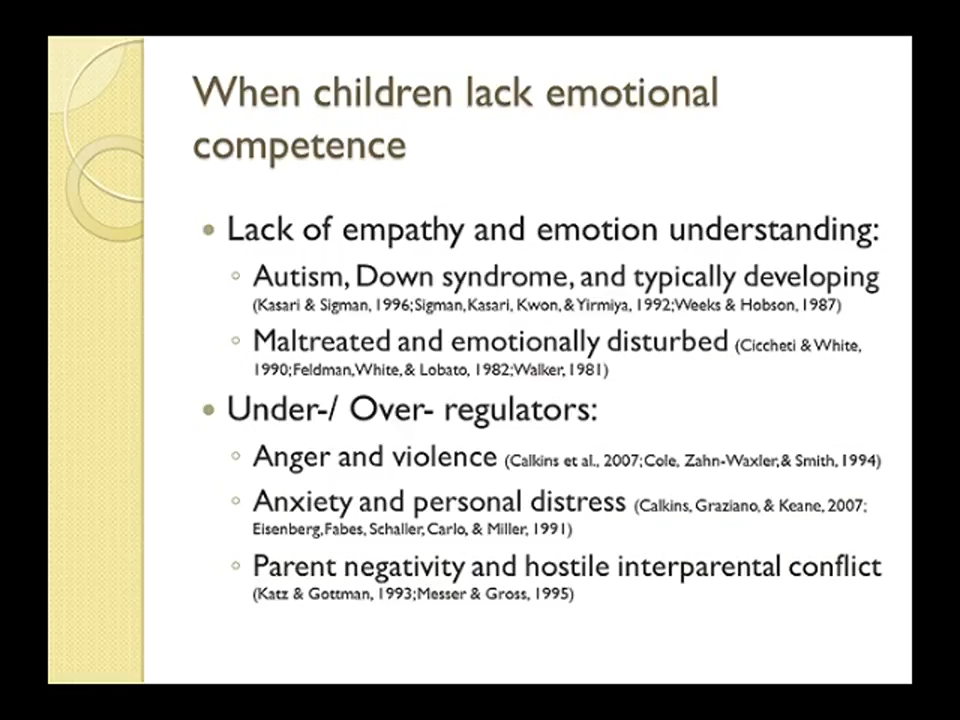 When children lack emotional
competence
Lack of empathy and emotion understanding:
Autism, Down syndrome, and typically developing
(Kasari & Sigman, 1996; Sigman, Kasari, Kwon, & Yirmiya, 1992; Weeks & Hobson, 1987)
Maltreated and emotionally disturbed (Ciccheti & White,
1990; Feldman, White, & Lobato, 1982; Walker, 1981)
Under-/ Over- regulators:
Anger and violence (Calkins et al., 2007; Cole, Zahn-Waxler, & Smith, 1994)
Anxiety and personal distress (Calkins, Graziano, & Keane, 2007;
Eisenberg, Fabes, Schaller, Carlo, & Miller, 1991)
Parent negativity and hostile interparental conflict
(Katz & Gottman, 1993; Messer & Gross, 1995)